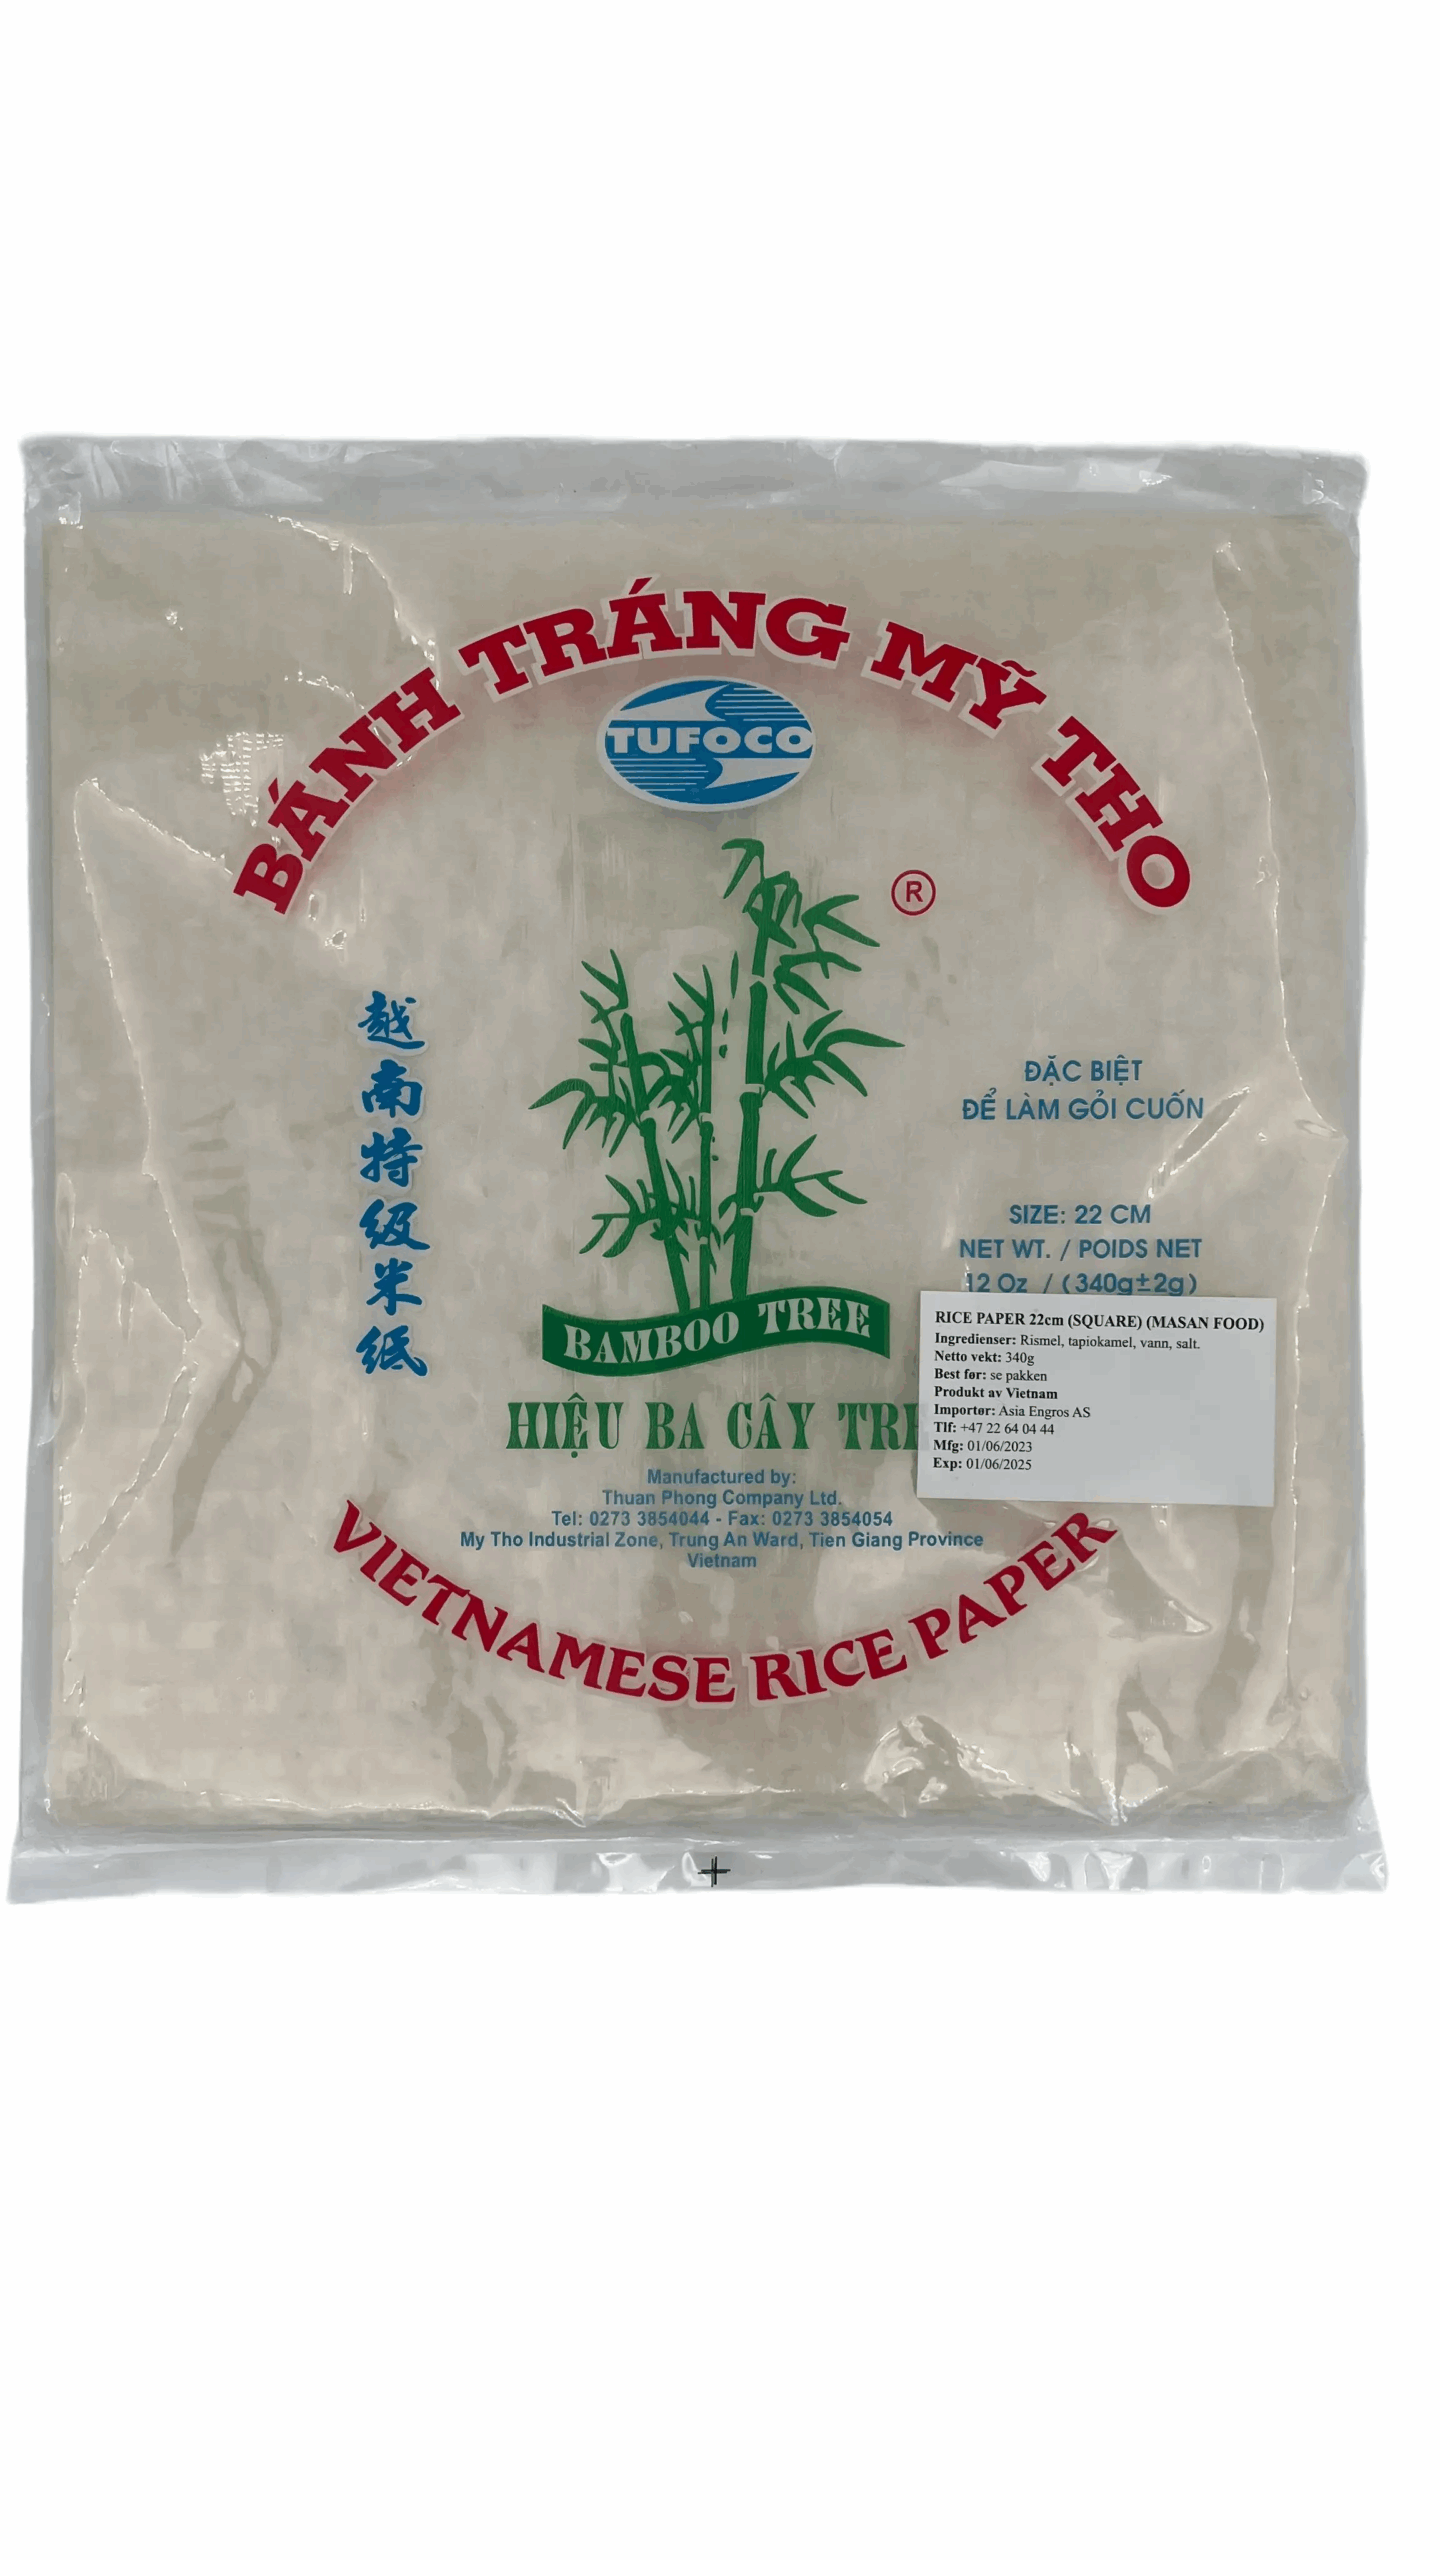 BÁNH TRÁNG MỸ THO
TUFOCO
®
越南特级米纸
ĐẶC BIỆT
ĐỂ LÀM GỎI CUỐN
SIZE: 22 CM
NET WT. / POIDS NET
12 Oz / (340g±2g)
BAMBOO TREE
HIỆU BA CÂY
RICE PAPER 22cm (SQUARE) (MASAN FOOD)
Ingredienser: Rismel, tapiokamel, vann, salt.
Netto vekt: 340g
Best før: se pakken
Produkt av Vietnam
Importør: Asia Engros AS
Tlf: +47 22 64 04 44
Mfg: 01/06/2023
Exp: 01/06/2025
Manufactured by:
Thuan Phong Company Ltd.
Tel: 0273 3854044 - Fax: 0273 3854054
My Tho Industrial Zone, Trung An Ward, Tien Giang Province
Vietnam
VIETNAMESE RICE PAPER